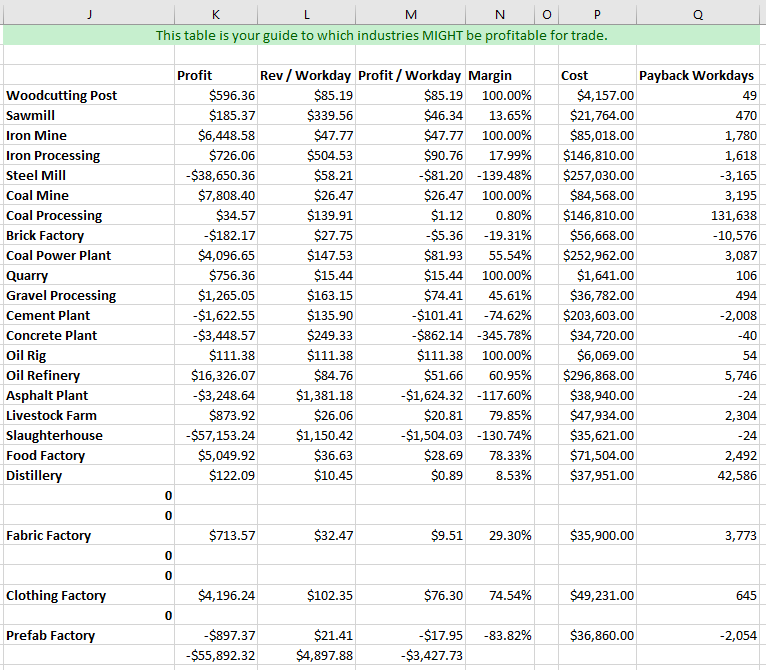 J K L M N O P Q
This table is your guide to which industries MIGHT be profitable for trade.
Profit Rev / Workday Profit / Workday Margin Cost Payback Workdays
Woodcutting Post $596.36 $85.19 $85.19 100.00% $4,157.00 49
Sawmill $185.37 $339.56 $46.34 13.65% $21,764.00 470
Iron Mine $6,448.58 $47.77 $47.77 100.00% $85,018.00 1,780
Iron Processing $726.06 $504.53 $90.76 17.99% $146,810.00 1,618
Steel Mill -$38,650.36 $58.21 -$81.20 -139.48% $257,030.00 -3,165
Coal Mine $7,808.40 $26.47 $26.47 100.00% $84,568.00 3,195
Coal Processing $34.57 $139.91 $1.12 0.80% $146,810.00 131,638
Brick Factory -$182.17 $27.75 -$5.36 -19.31% $56,668.00 -10,576
Coal Power Plant $4,096.65 $147.53 $81.93 55.54% $252,962.00 3,087
Quarry $756.36 $15.44 $15.44 100.00% $1,641.00 106
Gravel Processing $1,265.05 $163.15 $74.41 45.61% $36,782.00 494
Cement Plant -$1,622.55 $135.90 -$101.41 -74.62% $203,603.00 -2,008
Concrete Plant -$3,448.57 $249.33 -$862.14 -345.78% $34,720.00 -40
Oil Rig $111.38 $111.38 $111.38 100.00% $6,069.00 54
Oil Refinery $16,326.07 $84.76 $51.66 60.95% $296,868.00 5,746
Asphalt Plant -$3,248.64 $1,381.18 -$1,624.32 -117.60% $38,940.00 -24
Livestock Farm $873.92 $26.06 $20.81 79.85% $47,934.00 2,304
Slaughterhouse -$57,153.24 $1,150.42 -$1,504.03 -130.74% $35,621.00 -24
Food Factory $5,049.92 $36.63 $28.69 78.33% $71,504.00 2,492
Distillery $122.09 $10.45 $0.89 8.53% $37,951.00 42,586
0
0
Fabric Factory $713.57 $32.47 $9.51 29.30% $35,900.00 3,773
0
0
Clothing Factory $4,196.24 $102.35 $76.30 74.54% $49,231.00 645
0
Prefab Factory -$897.37 $21.41 -$17.95 -83.82% $36,860.00 -2,054
-$55,892.32 $4,897.88 -$3,427.73